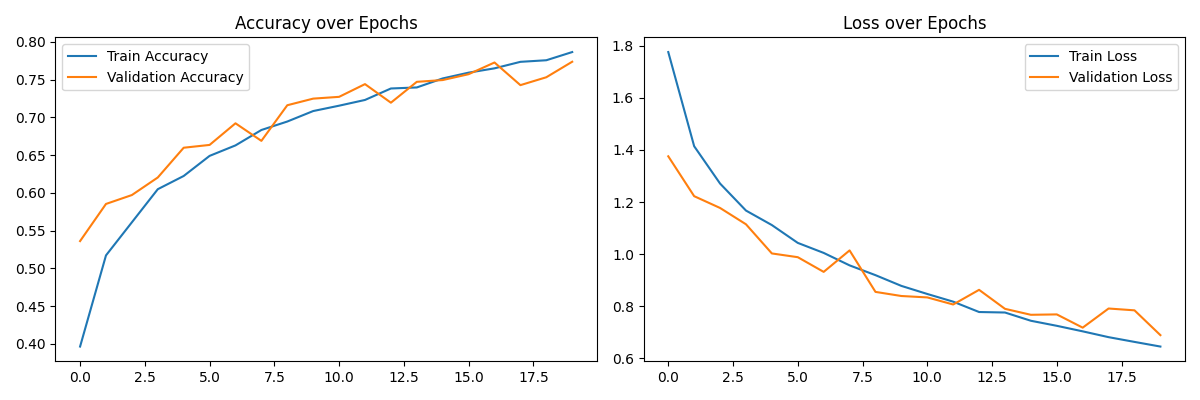 Accuracy over Epochs
Train Accuracy
Validation Accuracy
0.80
0.75
0.70
0.65
0.60
0.55
0.50
0.45
0.40
0.0 2.5 5.0 7.5 10.0 12.5 15.0 17.5
Loss over Epochs
Train Loss
Validation Loss
1.8
1.6
1.4
1.2
1.0
0.8
0.6
0.0 2.5 5.0 7.5 10.0 12.5 15.0 17.5